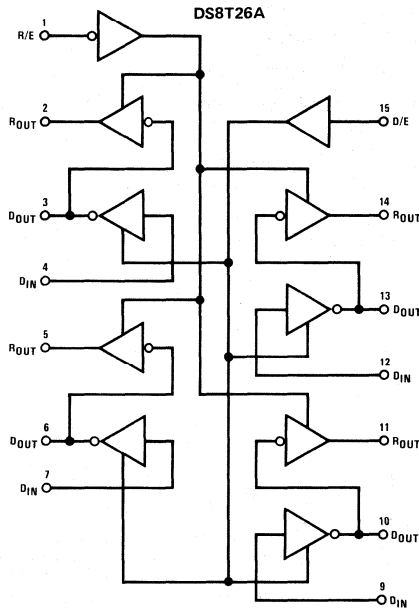 DS8T26A
1
R/E
2
ROUT
3
DOUT
4
DIN
5
ROUT
6
DOUT
7
DIN
15
D/E
14
ROUT
13
DOUT
12
DIN
11
ROUT
10
DOUT
9
DIN